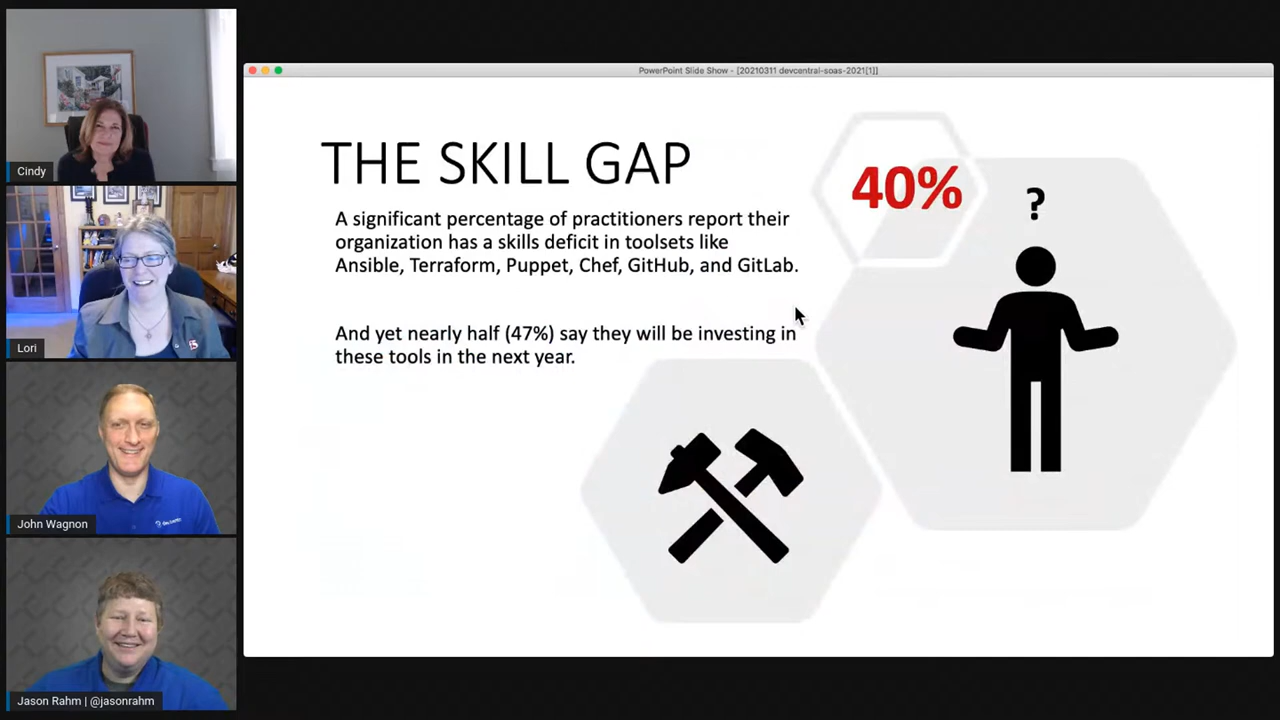 PowerPoint Slide Show - [20210311 devcentral-soas-2021[1]]
Cindy
Lori
John Wagnon
Jason Rahm | @jasonrahm
THE SKILL GAP
A significant percentage of practitioners report their
organization has a skills deficit in toolsets like
Ansible, Terraform, Puppet, Chef, GitHub, and GitLab.
And yet nearly half (47%) say they will be investing in
these tools in the next year.
40%
?